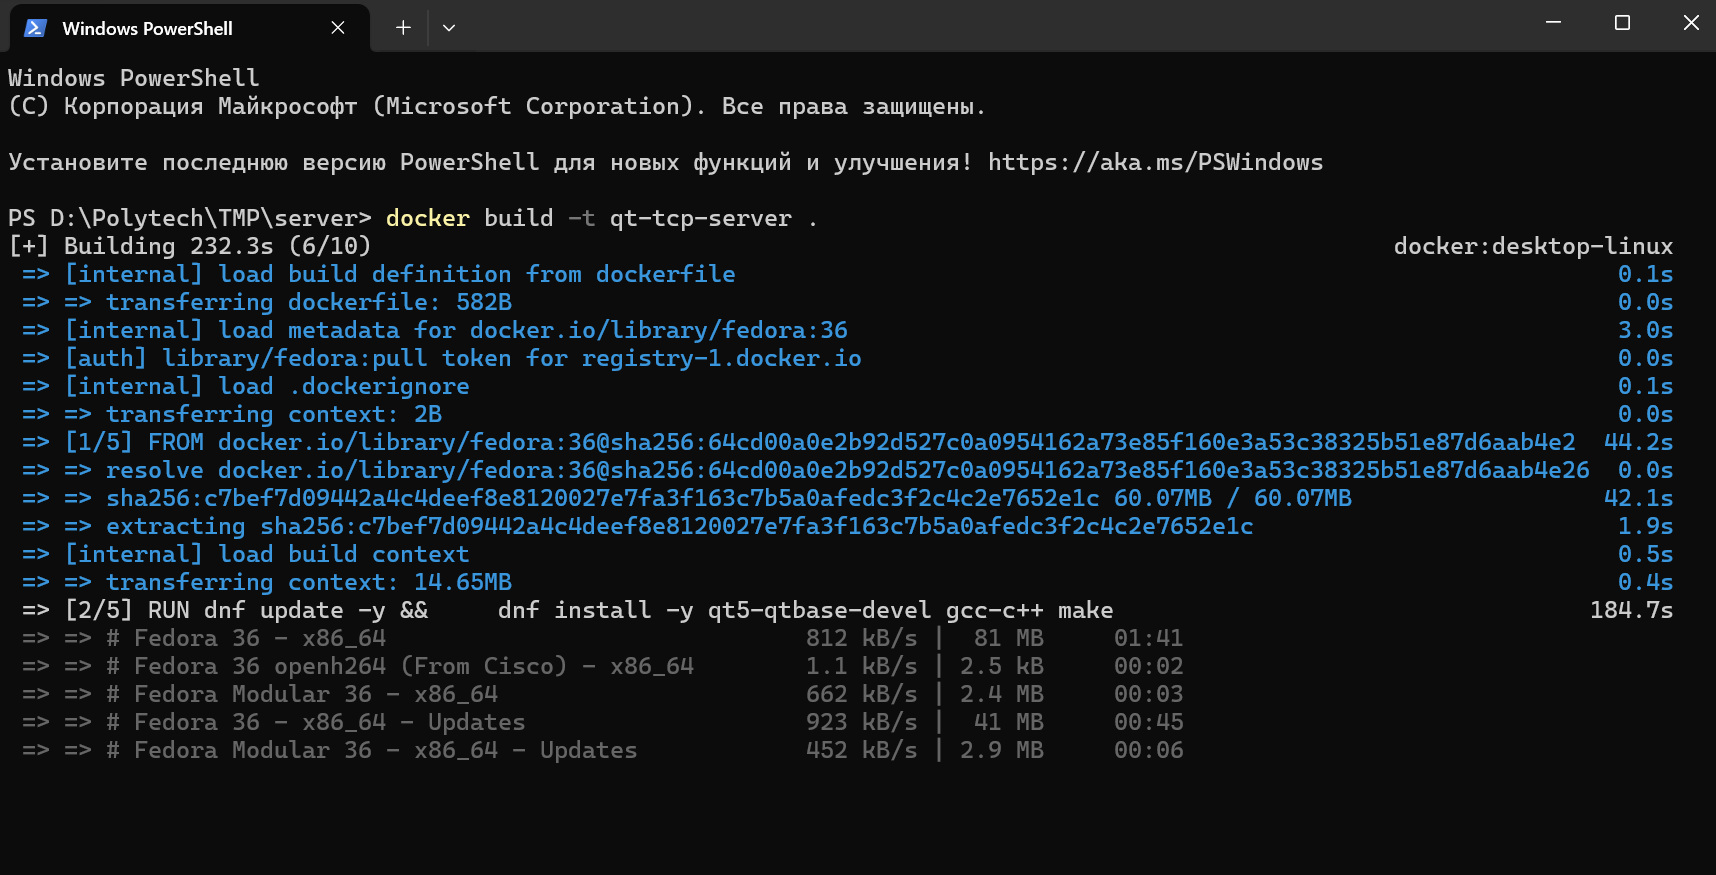 Windows PowerShell
Windows PowerShell
(C) Корпорация Майкрософт (Microsoft Corporation). Все права защищены.
Установите последнюю версию PowerShell для новых функций и улучшения! https://aka.ms/PSWindows
PS D:\Polytech\TMP\server> docker build -t qt-tcp-server .
[+] Building 232.3s (6/10) docker:desktop-linux
=> [internal] load build definition from dockerfile 0.1s
=> => transferring dockerfile: 582B 0.0s
=> [internal] load metadata for docker.io/library/fedora:36 3.0s
=> [auth] library/fedora:pull token for registry-1.docker.io 0.0s
=> [internal] load .dockerignore 0.1s
=> => transferring context: 2B 0.0s
=> [1/5] FROM docker.io/library/fedora:36@sha256:64cd00a0e2b92d527c0a0954162a73e85f160e3a53c38325b51e87d6aab4e2 44.2s
=> => resolve docker.io/library/fedora:36@sha256:64cd00a0e2b92d527c0a0954162a73e85f160e3a53c38325b51e87d6aab4e26 0.0s
=> => sha256:c7bef7d09442a4c4deef8e8120027e7fa3f163c7b5a0afedc3f2c4c2e7652e1c 60.07MB / 60.07MB 42.1s
=> => extracting sha256:c7bef7d09442a4c4deef8e8120027e7fa3f163c7b5a0afedc3f2c4c2e7652e1c 1.9s
=> [internal] load build context 0.5s
=> => transferring context: 14.65MB 0.4s
=> [2/5] RUN dnf update -y &&     dnf install -y qt5-qtbase-devel gcc-c++ make 184.7s
=> => # Fedora 36 - x86_64 812 kB/s | 81 MB 01:41
=> => # Fedora 36 openh264 (From Cisco) - x86_64 1.1 kB/s | 2.5 kB 00:02
=> => # Fedora Modular 36 - x86_64 662 kB/s | 2.4 MB 00:03
=> => # Fedora 36 - x86_64 - Updates 923 kB/s | 41 MB 00:45
=> => # Fedora Modular 36 - x86_64 - Updates 452 kB/s | 2.9 MB 00:06